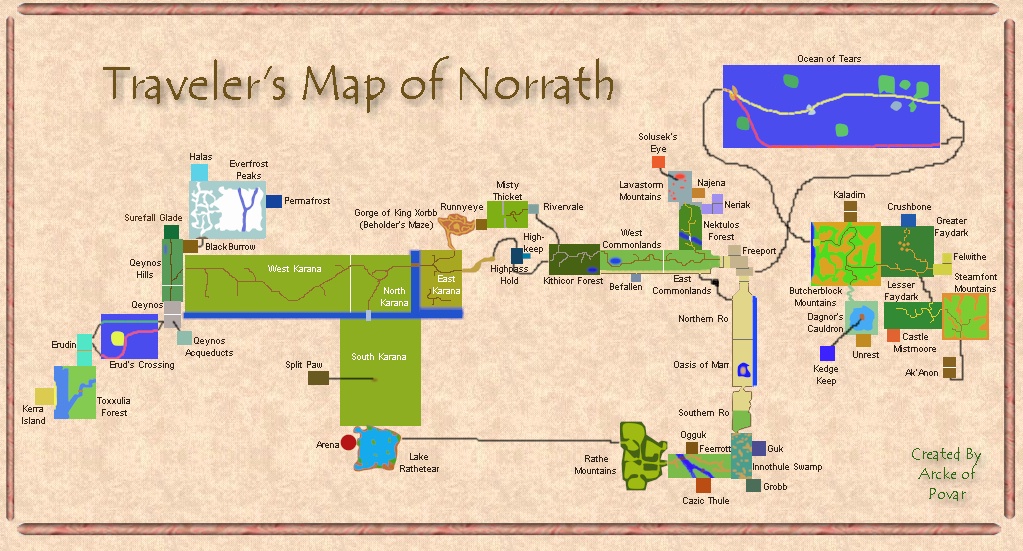 Ocean of Tears
Traveler's Map of Norrath
Solusek's
Eye
Halas
Everfrost
Peaks
Permafrost
Lavastorm
Mountains
Najena
Neriak
Misty
Thicket
Runnyeye
Rivervale
Gorge of King Xorbb
(Beholder's Maze)
Nektulos
Forest
Kaladim
Crushbone
Greater
Faydark
Surefall Glade
BlackBurrow
High-
keep
West
Commonlands
Freeport
Felwithe
Qeynos
Hills
West Karana
Highpass
Hold
Kithicor Forest
Befallen
East
Commonlands
Steamfont
Mountains
East
Karana
North
Karana
Butcherblock
Mountains
Lesser
Faydark
Qeynos
Northern Ro
Dagnor's
Cauldron
Erudin
Erud's Crossing
Qeynos
Acqueducts
Castle
Mistmoore
Unrest
South Karana
Split Paw
Oasis of Marr
Kedge
Keep
Ak'Anon
Kerra
Island
Toxxulia
Forest
Southern Ro
Arena
Lake
Rathetear
Ogguk
Feerrott
Guk
Rathe
Mountains
Innothule Swamp
Grobb
Cazic Thule
Created By
Arcke of
Povar